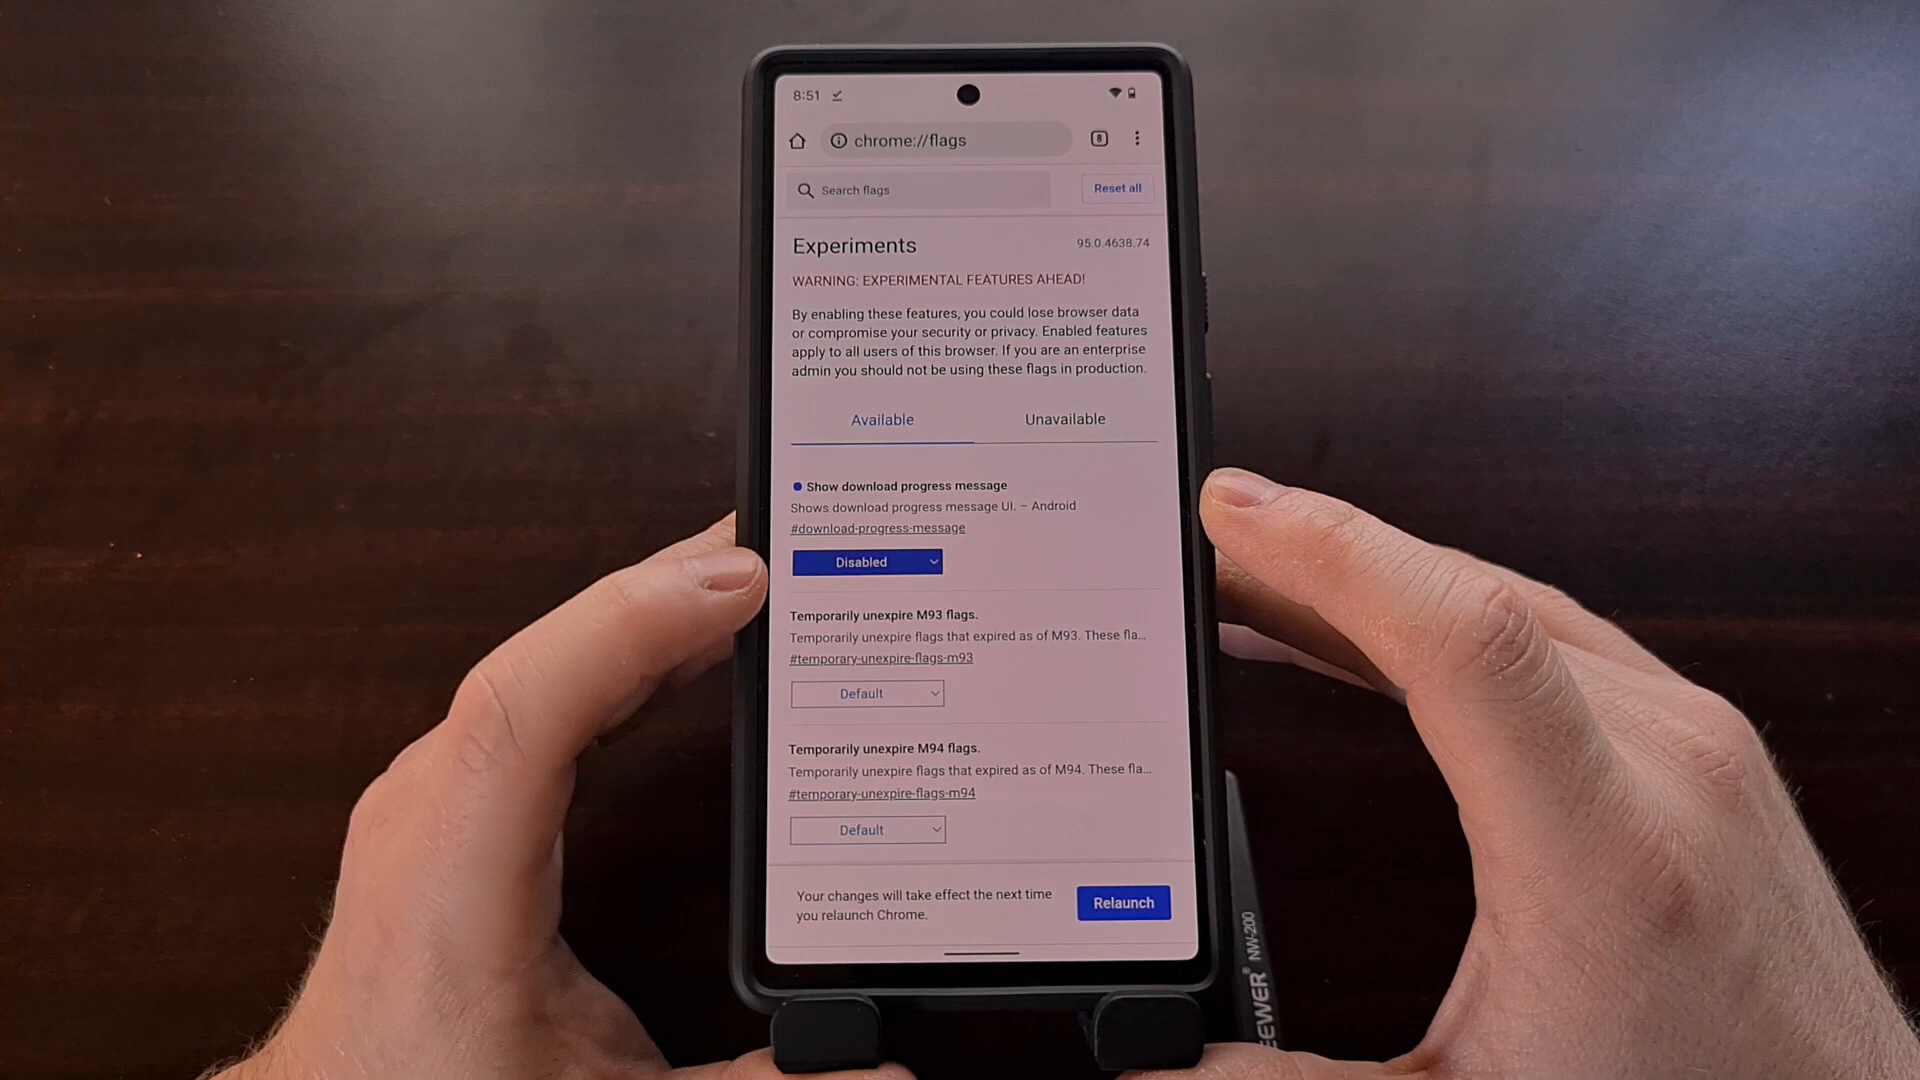 8:51
chrome://flags
8
Search flags
Reset all
Experiments
95.0.4638.74
WARNING: EXPERIMENTAL FEATURES AHEAD!
By enabling these features, you could lose browser data
or compromise your security or privacy. Enabled features
apply to all users of this browser. If you are an enterprise
admin you should not be using these flags in production.
Available
Unavailable
Show download progress message
Shows download progress message UI. – Android
#download-progress-message
Disabled
Temporarily unexpire M93 flags.
Temporarily unexpire flags that expired as of M93. These fla...
#temporary-unexpire-flags-m93
Default
Temporarily unexpire M94 flags.
Temporarily unexpire flags that expired as of M94. These fla...
#temporary-unexpire-flags-m94
Default
Your changes will take effect the next time
you relaunch Chrome.
Relaunch
EEWER® NW-200